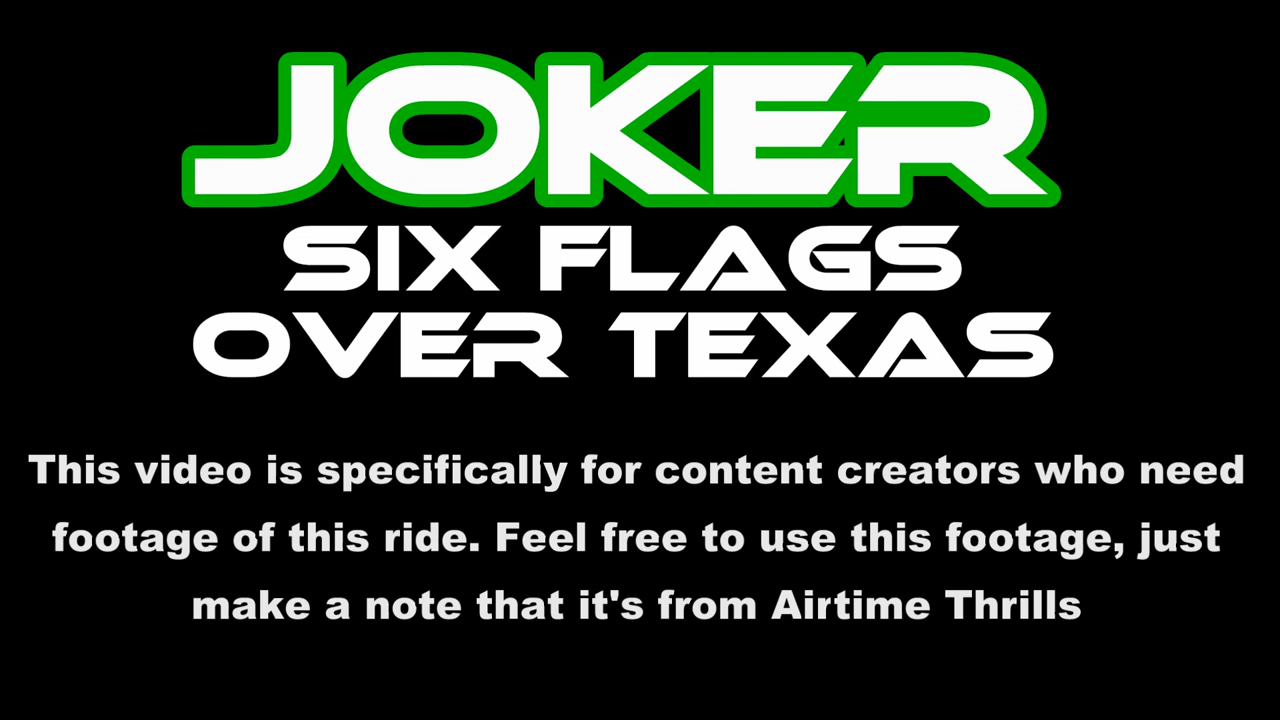 JOKER
SIX FLAGS
OVER TEXAS
This video is specifically for content creators who need
footage of this ride. Feel free to use this footage, just
make a note that it's from Airtime Thrills